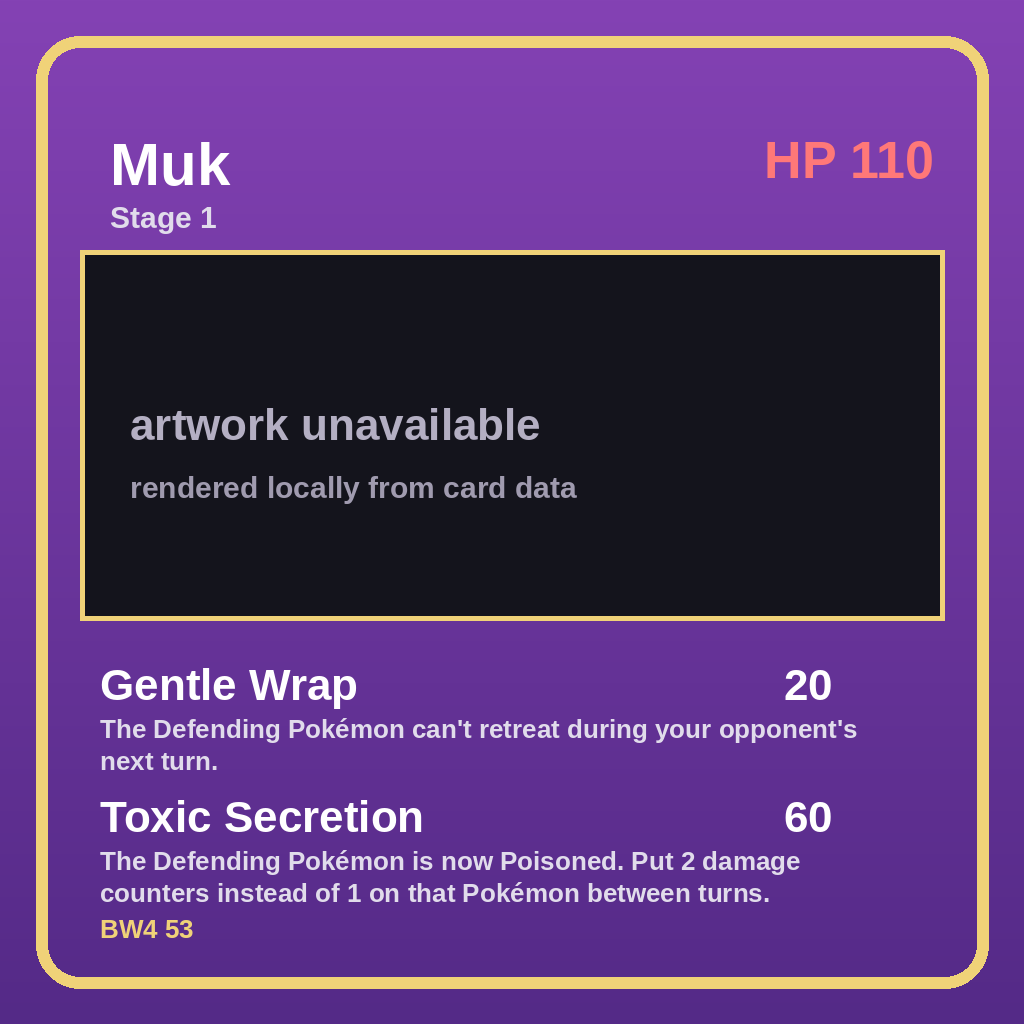 Muk
HP 110
Stage 1
artwork unavailable
rendered locally from card data
Gentle Wrap 20
The Defending Pokémon can't retreat during your opponent's
next turn.
Toxic Secretion 60
The Defending Pokémon is now Poisoned. Put 2 damage
counters instead of 1 on that Pokémon between turns.
BW4 53